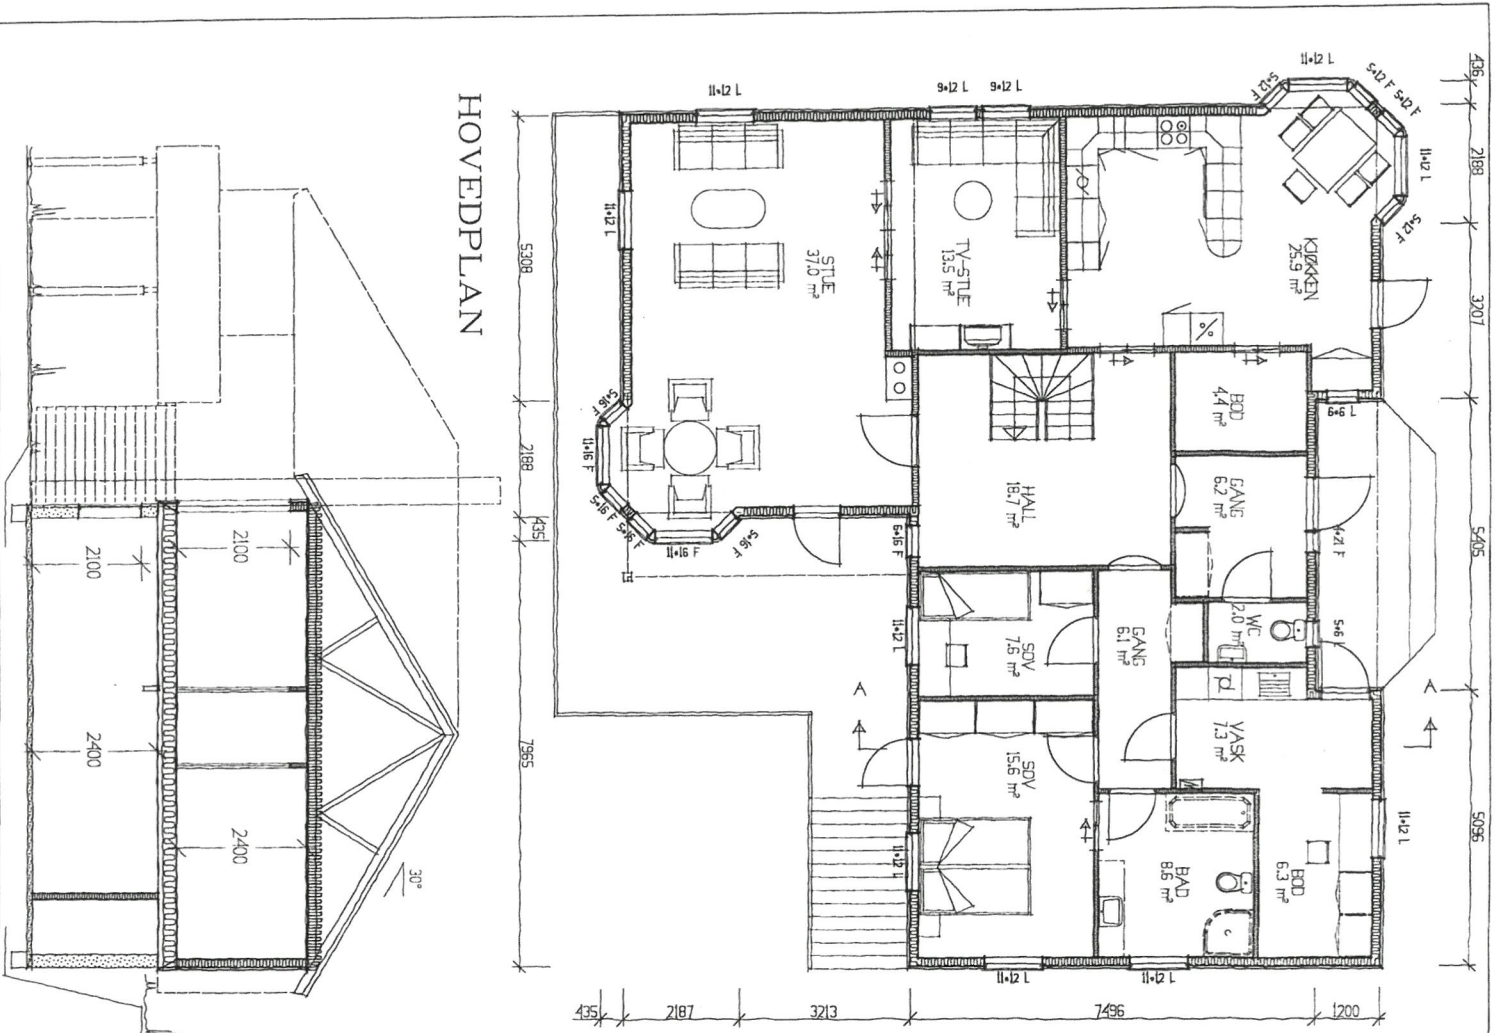 HOVEDPLAN
436
2188
3207
5405
5096
11*12 L
5*12 F
5*12 F
5*12 F
11*12 L
5*12 F
9*12 L
9*12 L
11*12 L
11*12 L
KJØKKEN
25.9 m²
TV-STUE
13.5 m²
STUE
37.0 m²
BOD
4.4 m²
6*6 L
GANG
6.2 m²
4*21 F
HALL
18.7 m²
6*16 F
WC
2.0 m²
5*6 L
GANG
6.1 m²
SOV
7.6 m²
11*12 L
VASK
7.3 m²
SOV
15.6 m²
11*12 L
BAD
8.6 m²
BOD
6.3 m²
11*12 L
11*12 L
11*12 L
5*16 F
11*16 F
5*16 F
5*16 F
11*16 F
5*16 F
A
A
5308
2188
435
7965
435
2187
3213
7496
1200
2100
2100
2400
2400
30°